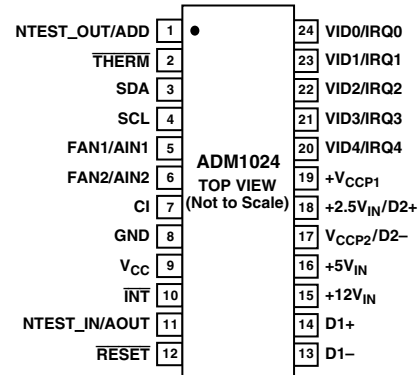 NTEST_OUT/ADD 1
THERM 2
SDA 3
SCL 4
FAN1/AIN1 5
FAN2/AIN2 6
CI 7
GND 8
VCC 9
INT 10
NTEST_IN/AOUT 11
RESET 12
ADM1024
TOP VIEW
(Not to Scale)
24 VID0/IRQ0
23 VID1/IRQ1
22 VID2/IRQ2
21 VID3/IRQ3
20 VID4/IRQ4
19 +VCCP1
18 +2.5VIN/D2+
17 VCCP2/D2–
16 +5VIN
15 +12VIN
14 D1+
13 D1–